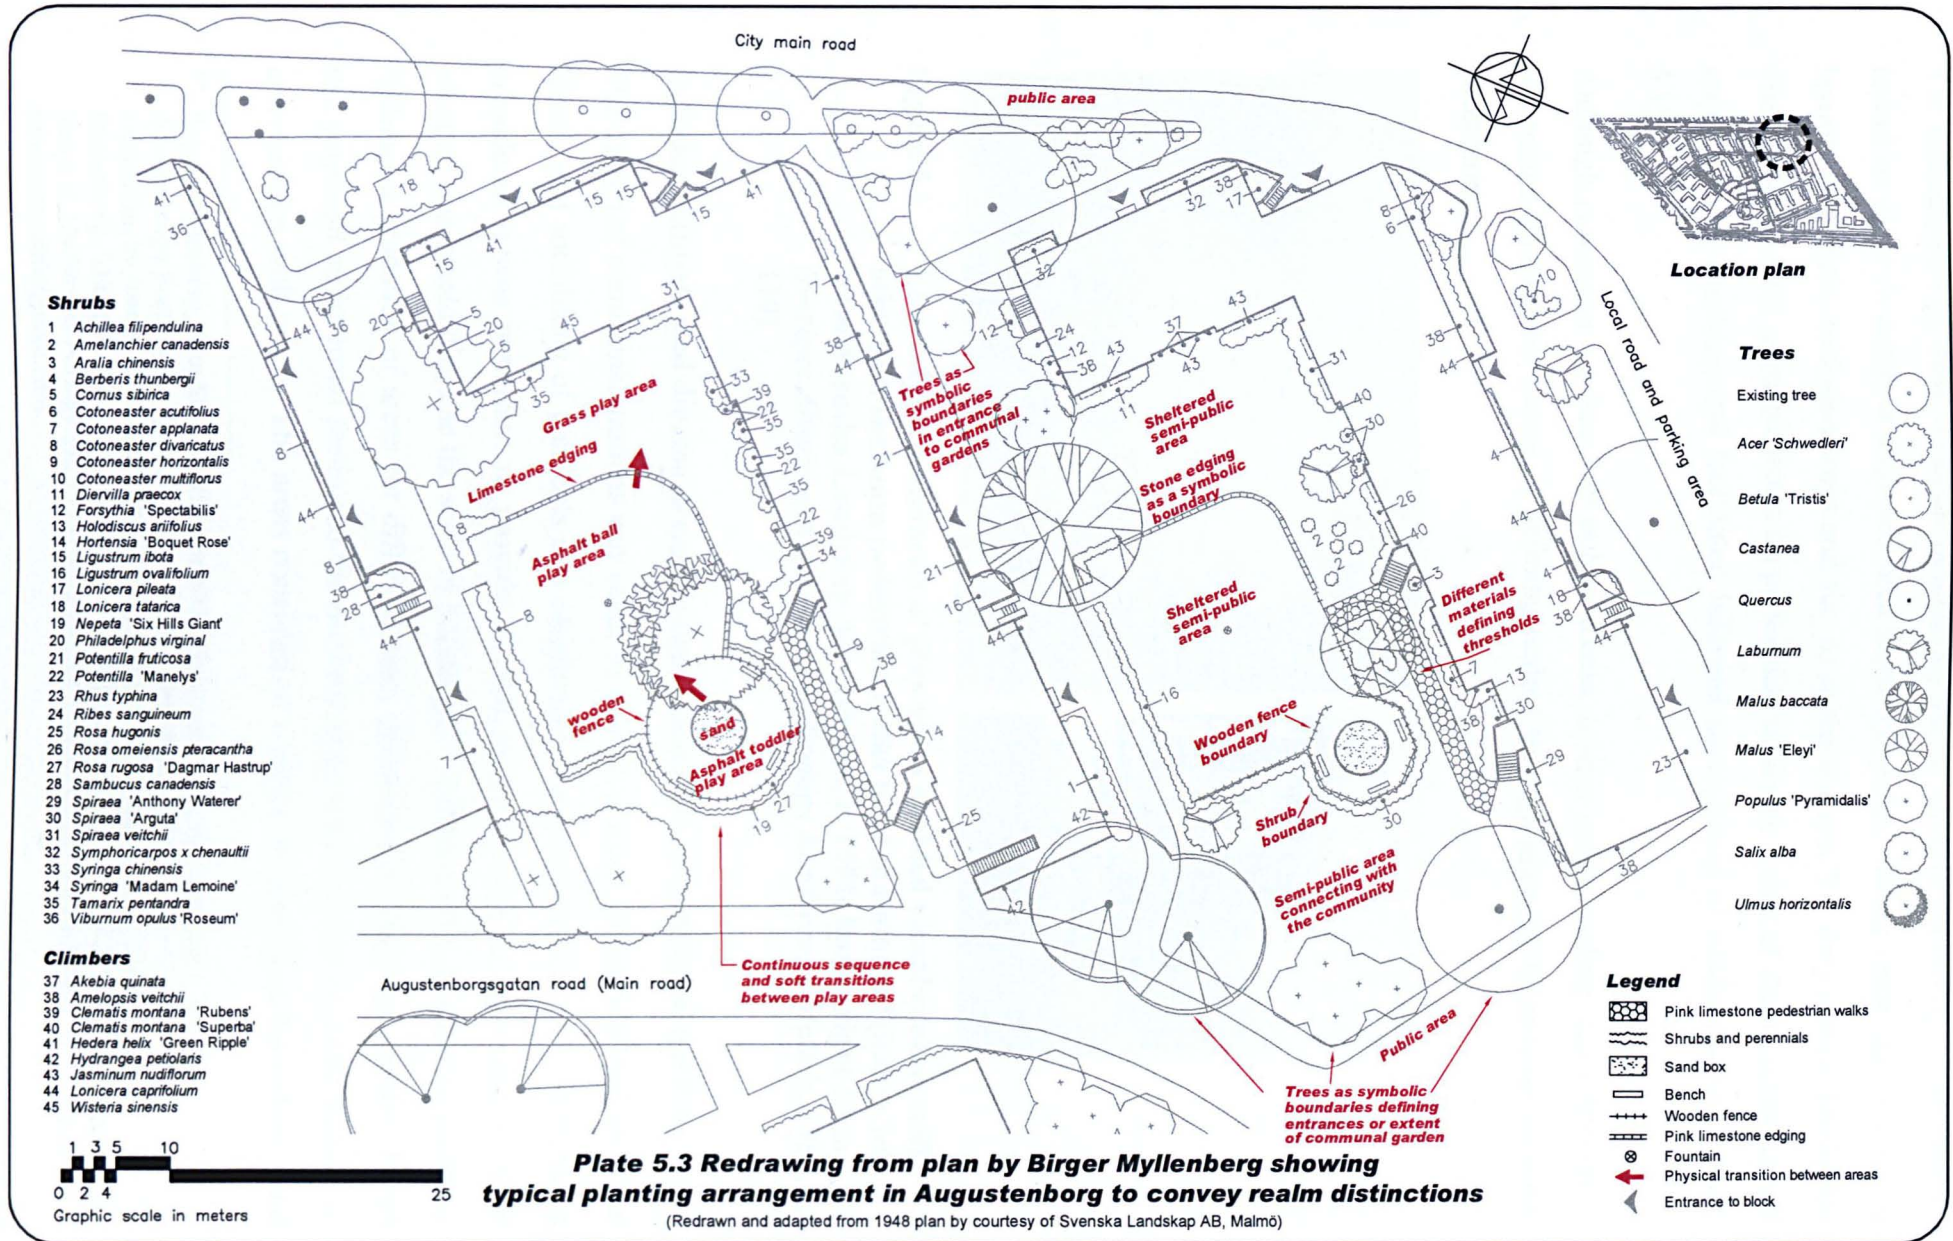 City main road
public area
Location plan
Local road and parking area
Shrubs
1 Achillea filipendulina
2 Amelanchier canadensis
3 Aralia chinensis
4 Berberis thunbergii
5 Cornus sibirica
6 Cotoneaster acutifolius
7 Cotoneaster applanata
8 Cotoneaster divaricatus
9 Cotoneaster horizontalis
10 Cotoneaster multiflorus
11 Diervilla praecox
12 Forsythia 'Spectabilis'
13 Holodiscus ariifolius
14 Hortensia 'Boquet Rose'
15 Ligustrum ibota
16 Ligustrum ovalifolium
17 Lonicera pileata
18 Lonicera tatarica
19 Nepeta 'Six Hills Giant'
20 Philadelphus virginal
21 Potentilla fruticosa
22 Potentilla 'Manelys'
23 Rhus typhina
24 Ribes sanguineum
25 Rosa hugonis
26 Rosa omeiensis pteracantha
27 Rosa rugosa 'Dagmar Hastrup'
28 Sambucus canadensis
29 Spiraea 'Anthony Waterer'
30 Spiraea 'Arguta'
31 Spiraea veitchii
32 Symphoricarpos x chenaultii
33 Syringa chinensis
34 Syringa 'Madam Lemoine'
35 Tamarix pentandra
36 Viburnum opulus 'Roseum'
Climbers
37 Akebia quinata
38 Amelopsis veitchii
39 Clematis montana 'Rubens'
40 Clematis montana 'Superba'
41 Hedera helix 'Green Ripple'
42 Hydrangea petiolaris
43 Jasminum nudiflorum
44 Lonicera caprifolium
45 Wisteria sinensis
Grass play area
Limestone edging
Asphalt ball
play area
wooden
fence
sand
Asphalt toddler
play area
Continuous sequence
and soft transitions
between play areas
Trees as
symbolic
boundaries
in entrance
to communal
gardens
Sheltered
semi-public
area
Stone edging
as a symbolic
boundary
Sheltered
semi-public
area
Different
materials
defining
thresholds
Wooden fence
boundary
Shrub
boundary
Semi-public area
connecting with
the community
Public area
Trees as symbolic
boundaries defining
entrances or extent
of communal garden
Augustenborgsgatan road (Main road)
Trees
Existing tree
Acer 'Schwedleri'
Betula 'Tristis'
Castanea
Quercus
Laburnum
Malus baccata
Malus 'Eleyi'
Populus 'Pyramidalis'
Salix alba
Ulmus horizontalis
Legend
Pink limestone pedestrian walks
Shrubs and perennials
Sand box
Bench
Wooden fence
Pink limestone edging
Fountain
Physical transition between areas
Entrance to block
1 3 5 10
0 2 4 25
Graphic scale in meters
Plate 5.3 Redrawing from plan by Birger Myllenberg showing
typical planting arrangement in Augustenborg to convey realm distinctions
(Redrawn and adapted from 1948 plan by courtesy of Svenska Landskap AB, Malmö)